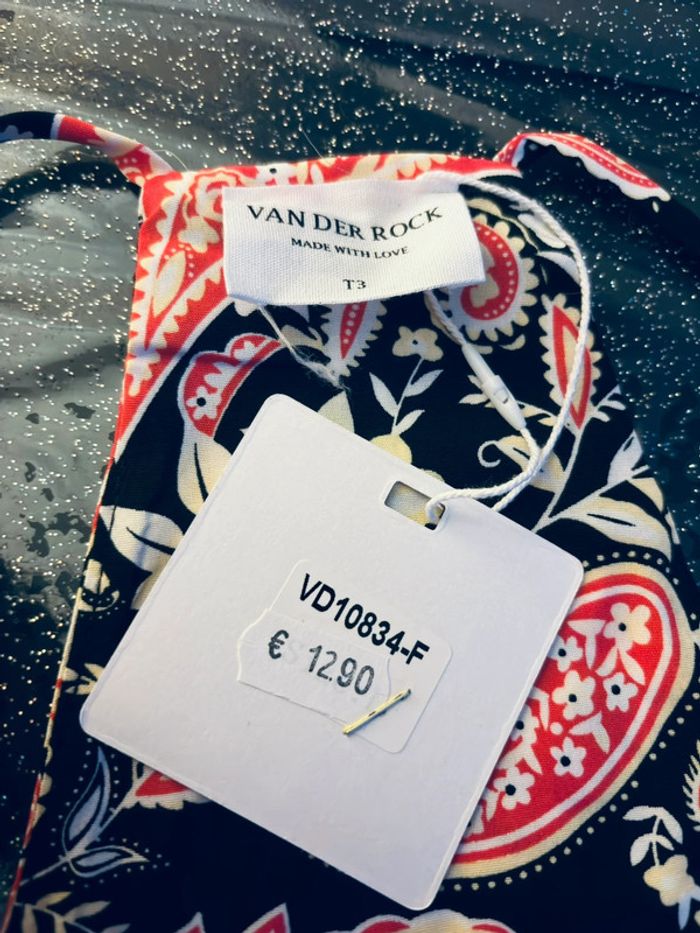 VAN DER ROCK
MADE WITH LOVE
T3
VD10834-F
€ 12.90